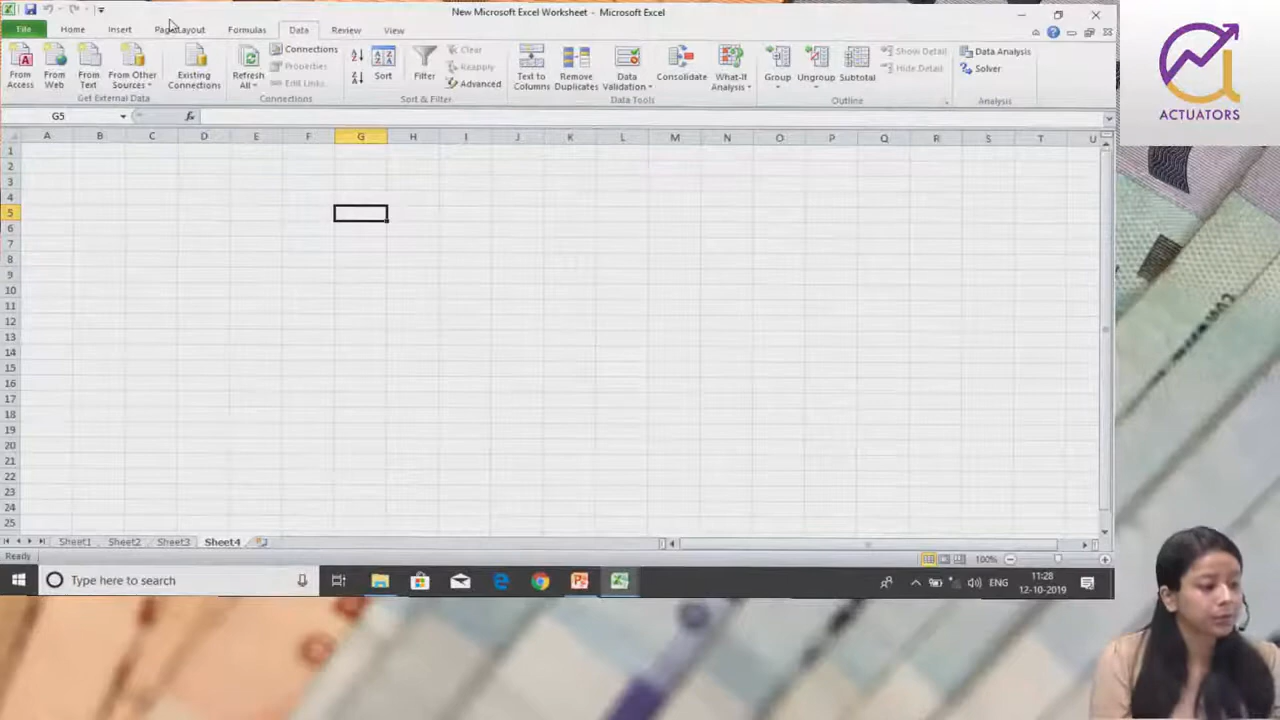 New Microsoft Excel Worksheet - Microsoft Excel
File Home Insert Page Layout Formulas Data Review View
From Access
From Web
From Text
From Other Sources
Existing Connections
Get External Data
Refresh All
Connections
Properties
Edit Links
Connections
Sort
Filter
Clear
Reapply
Advanced
Sort & Filter
Text to Columns
Remove Duplicates
Data Validation
Consolidate
What-If Analysis
Data Tools
Group
Ungroup
Subtotal
Show Detail
Hide Detail
Outline
Data Analysis
Solver
Analysis
ACTUATORS
G5 fx
A B C D E F G H I J K L M N O P Q R S T U
1
2
3
4
5
6
7
8
9
10
11
12
13
14
15
16
17
18
19
20
21
22
23
24
25
Sheet1 Sheet2 Sheet3 Sheet4
Ready 100%
Type here to search
ENG
11:28
12-10-2019